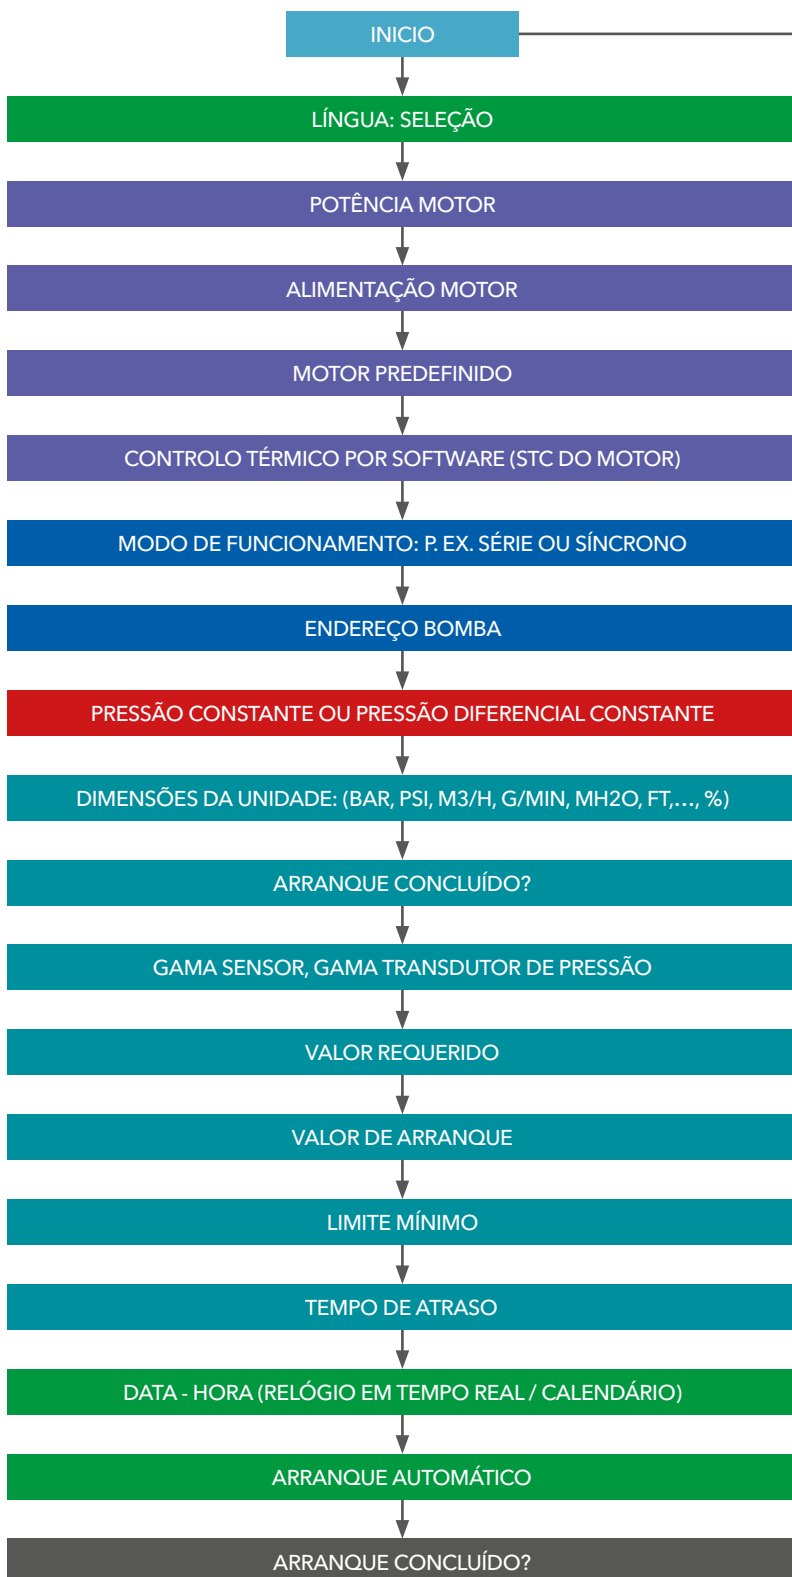 INICIO
LÍNGUA: SELEÇÃO
POTÊNCIA MOTOR
ALIMENTAÇÃO MOTOR
MOTOR PREDEFINIDO
CONTROLO TÉRMICO POR SOFTWARE (STC DO MOTOR)
MODO DE FUNCIONAMENTO: P. EX. SÉRIE OU SÍNCRONO
ENDEREÇO BOMBA
PRESSÃO CONSTANTE OU PRESSÃO DIFERENCIAL CONSTANTE
DIMENSÕES DA UNIDADE: (BAR, PSI, M3/H, G/MIN, MH2O, FT,..., %)
ARRANQUE CONCLUÍDO?
GAMA SENSOR, GAMA TRANSDUTOR DE PRESSÃO
VALOR REQUERIDO
VALOR DE ARRANQUE
LIMITE MÍNIMO
TEMPO DE ATRASO
DATA - HORA (RELÓGIO EM TEMPO REAL / CALENDÁRIO)
ARRANQUE AUTOMÁTICO
ARRANQUE CONCLUÍDO?